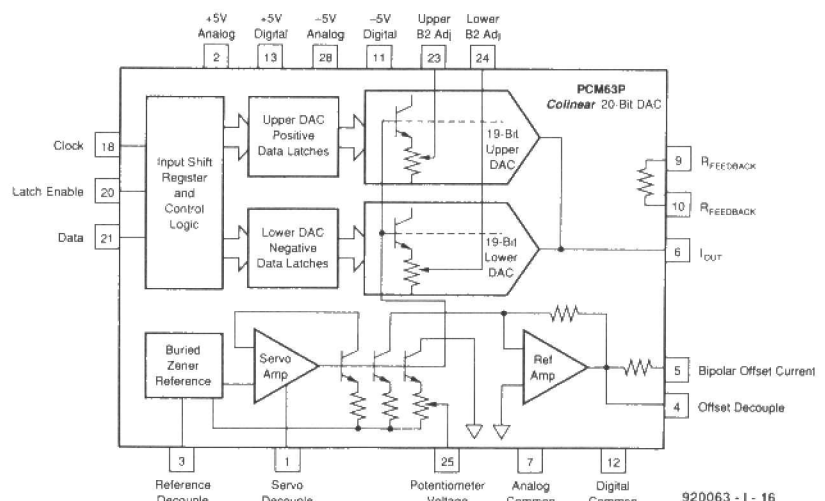 +5V Analog
+5V Digital
−5V Analog
−5V Digital
Upper B2 Adj
Lower B2 Adj
2
13
28
11
23
24
PCM63P
Colinear 20-Bit DAC
Clock
18
Latch Enable
20
Data
21
Input Shift
Register
and
Control
Logic
Upper DAC
Positive
Data Latches
19-Bit
Upper
DAC
Lower DAC
Negative
Data Latches
19-Bit
Lower
DAC
9
RFEEDBACK
10
RFEEDBACK
6
IOUT
Buried
Zener
Reference
Servo
Amp
Ref
Amp
5
Bipolar Offset Current
4
Offset Decouple
3
1
25
7
12
Reference
Decouple
Servo
Decouple
Potentiometer
Voltage
Analog
Common
Digital
Common
920063 - I - 16